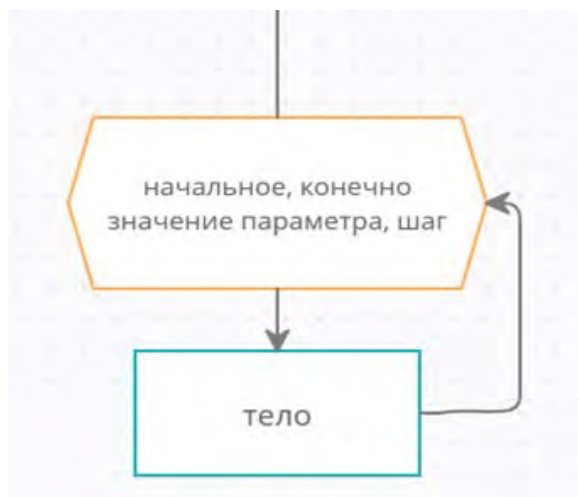 начальное, конечно
значение параметра, шаг
тело